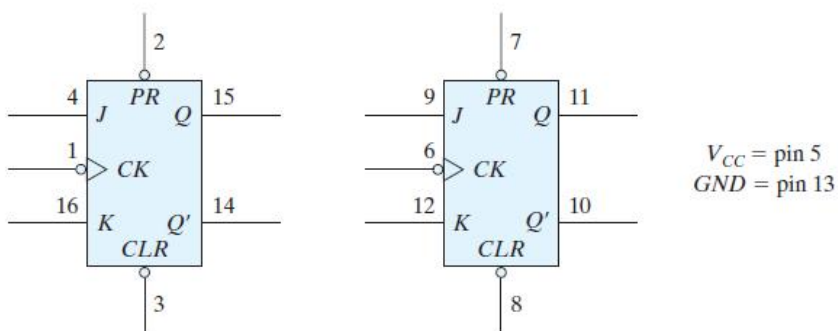 2
4 J PR Q 15
1 CK
16 K Q' 14
CLR
3
7
9 J PR Q 11
6 CK
12 K Q' 10
CLR
8
V_CC = pin 5
GND = pin 13